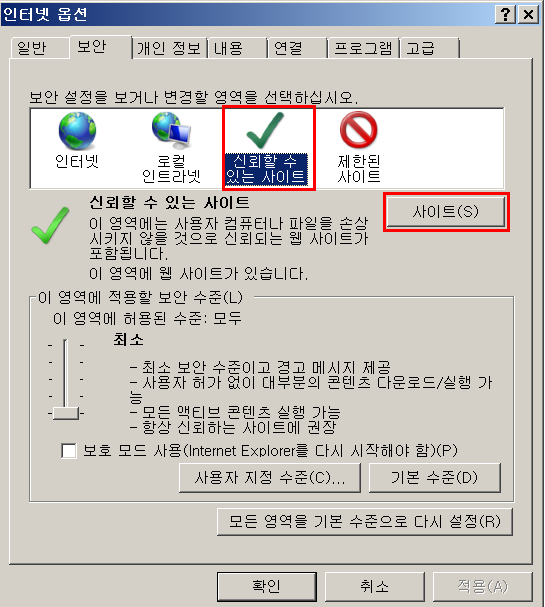 인터넷 옵션
일반 보안 개인 정보 내용 연결 프로그램 고급
보안 설정을 보거나 변경할 영역을 선택하십시오.
인터넷
로컬
인트라넷
신뢰할 수
있는 사이트
제한된
사이트
신뢰할 수 있는 사이트
사이트(S)
이 영역에는 사용자 컴퓨터나 파일을 손상
시키지 않을 것으로 신뢰되는 웹 사이트가
포함됩니다.
이 영역에 웹 사이트가 있습니다.
이 영역에 적용할 보안 수준(L)
이 영역에 허용된 수준: 모두
최소
- 최소 보안 수준이고 경고 메시지 제공
- 사용자 허가 없이 대부분의 콘텐츠 다운로드/실행 가
능
- 모든 액티브 콘텐츠 실행 가능
- 항상 신뢰하는 사이트에 권장
보호 모드 사용(Internet Explorer를 다시 시작해야 함)(P)
사용자 지정 수준(C)... 기본 수준(D)
모든 영역을 기본 수준으로 다시 설정(R)
확인 취소 적용(A)